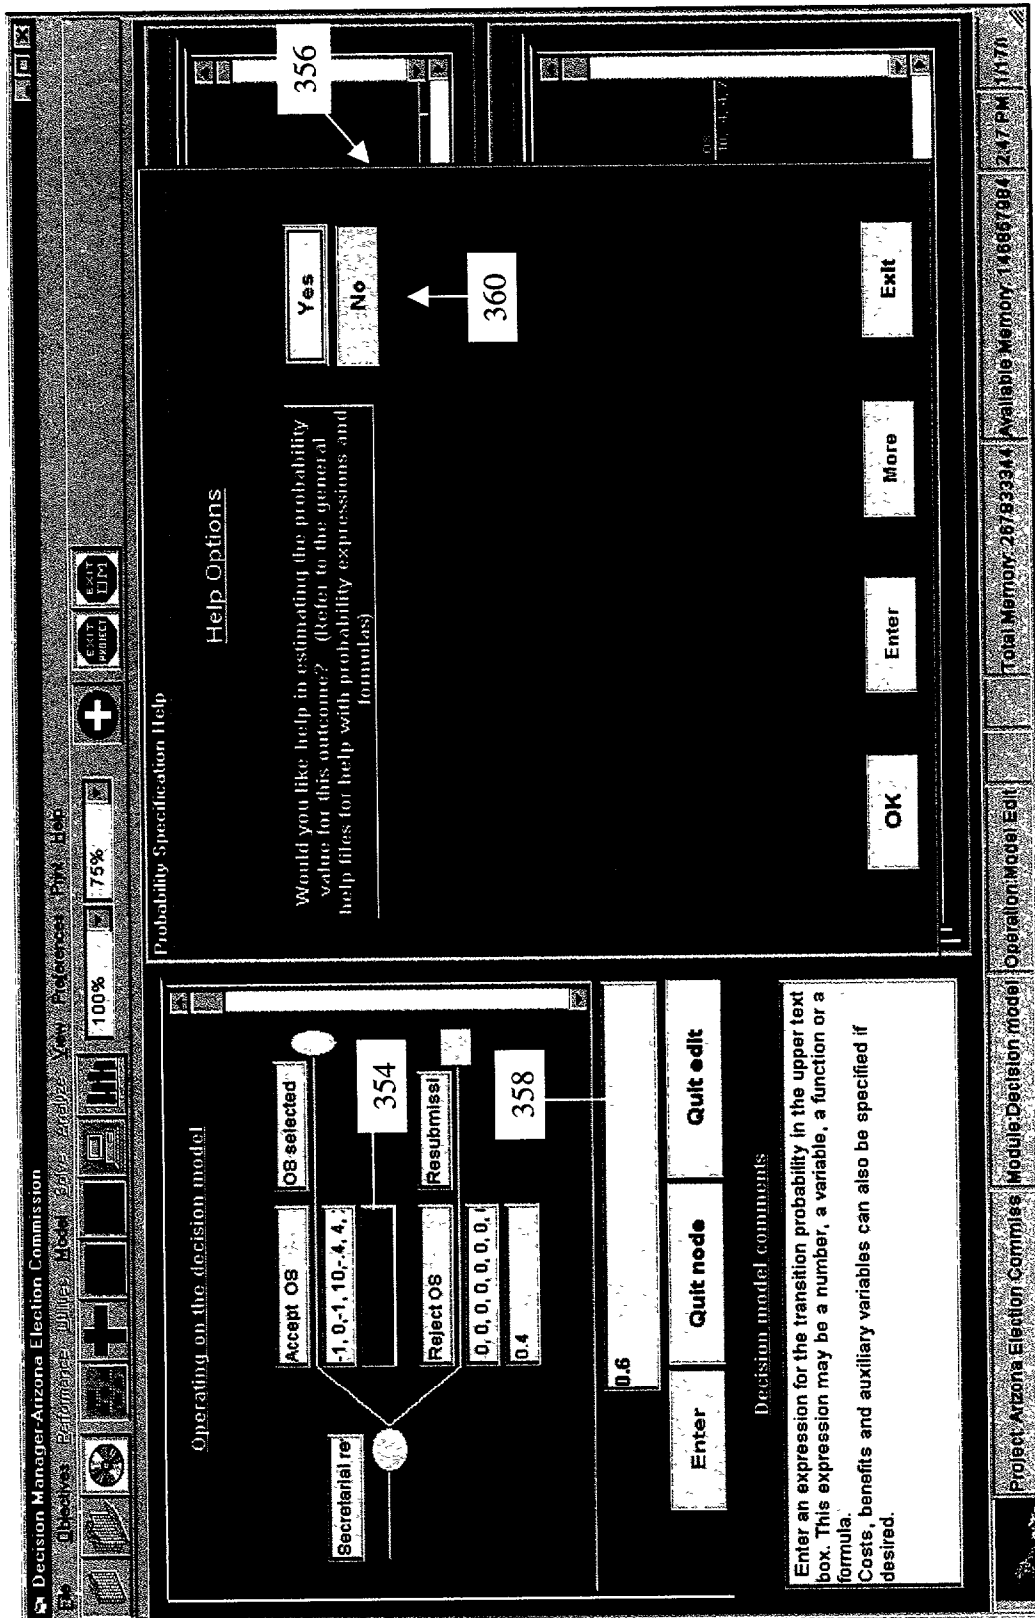 Decision Manager-Arizona Election Commission
File Objectives Performance Utilities Model Solve Analyze View Preferences Print Help
100%
75%
EXIT PROJECT
EXIT DM
Operating on the decision model
Secretarial re
Accept OS
OS selected
-1, 0,-1, 10,-.4, 4,
354
Reject OS
Resubmissi
0, 0, 0, 0, 0, 0, 0,
0.4
358
0.6
Enter
Quit node
Quit edit
Decision model comments
Enter an expression for the transition probability in the upper text
box. This expression may be a number, a variable, a function or a
formula.
Costs, benefits and auxiliary variables can also be specified if
desired.
Probability Specification Help
Help Options
Would you like help in estimating the probability
value for this outcome? (Refer to the general
help files for help with probability expressions and
formulas)
Yes
No
356
360
OK
Enter
More
Exit
Project:Arizona Election Commiss
Module:Decision model
Operation:Model Edit
Total Memory: 267833344
Available Memory:
2:47 PM